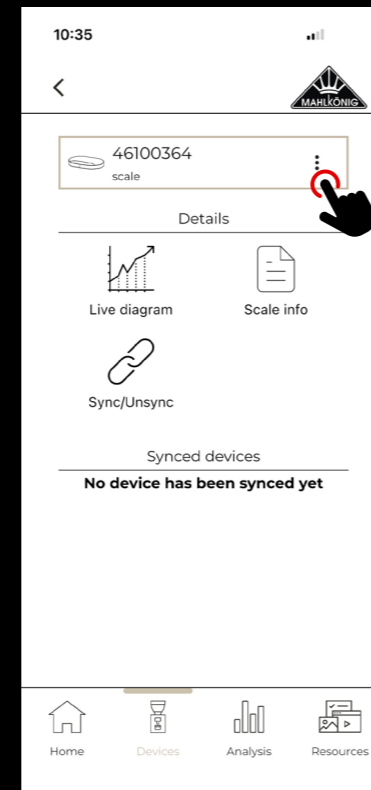 10:35
MAHLKÖNIG
46100364
scale
Details
Live diagram
Scale info
Sync/Unsync
Synced devices
No device has been synced yet
Home
Devices
Analysis
Resources